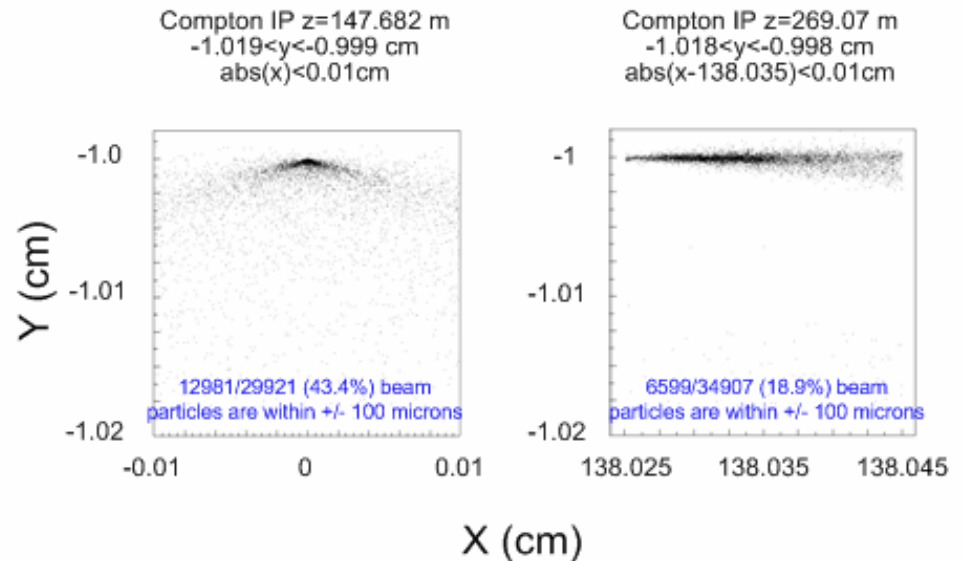 Compton IP z=147.682 m
-1.019<y<-0.999 cm
abs(x)<0.01cm
Compton IP z=269.07 m
-1.018<y<-0.998 cm
abs(x-138.035)<0.01cm
Y (cm)
-1.0
-1.01
-1.02
12981/29921 (43.4%) beam
particles are within +/- 100 microns
-0.01 0 0.01
-1
-1.01
-1.02
6599/34907 (18.9%) beam
particles are within +/- 100 microns
138.025 138.035 138.045
X (cm)